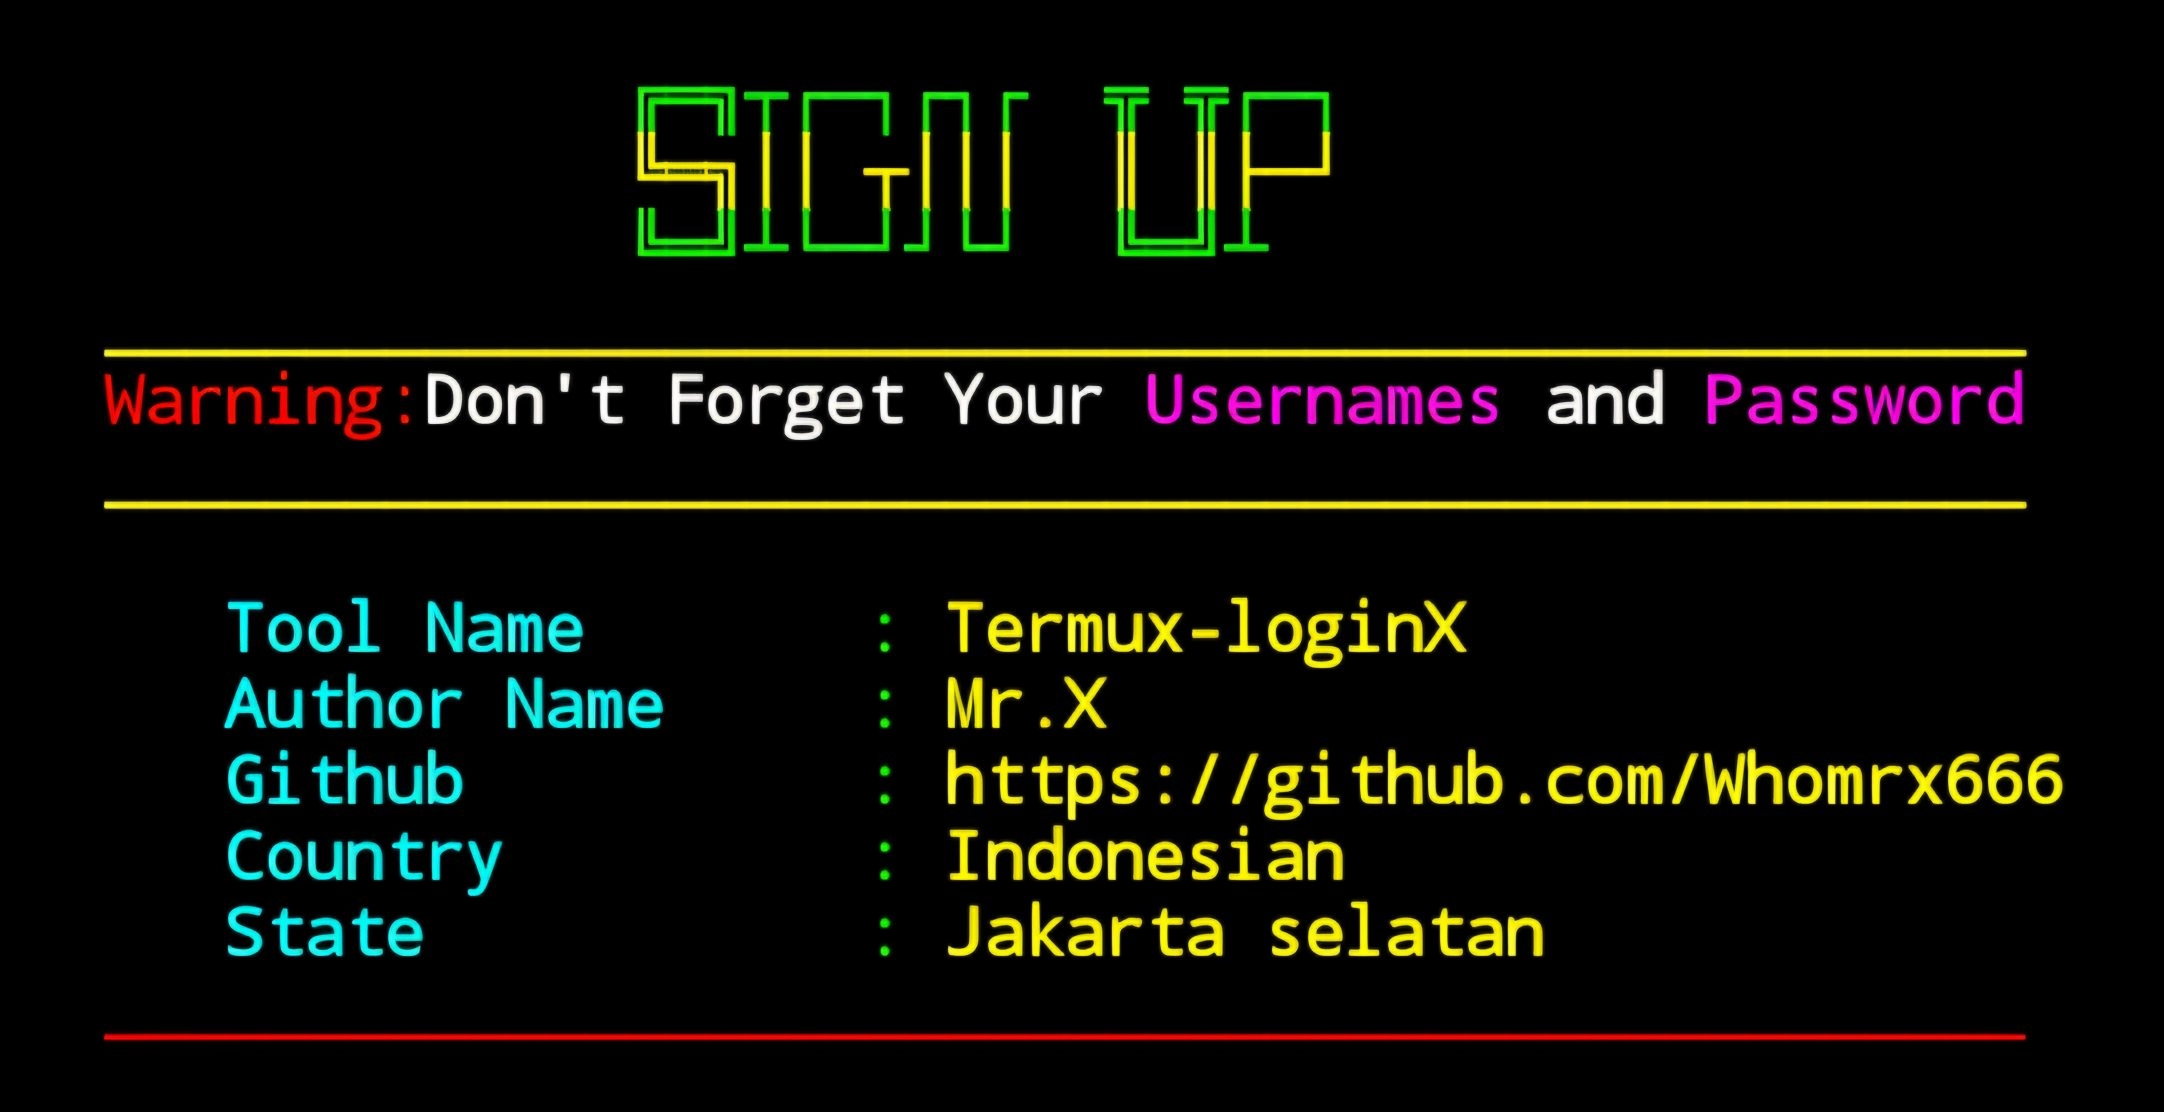 SIGN UP
Warning:Don't Forget Your Usernames and Password
Tool Name : Termux-loginX
Author Name : Mr.X
Github : https://github.com/Whomrx666
Country : Indonesian
State : Jakarta selatan